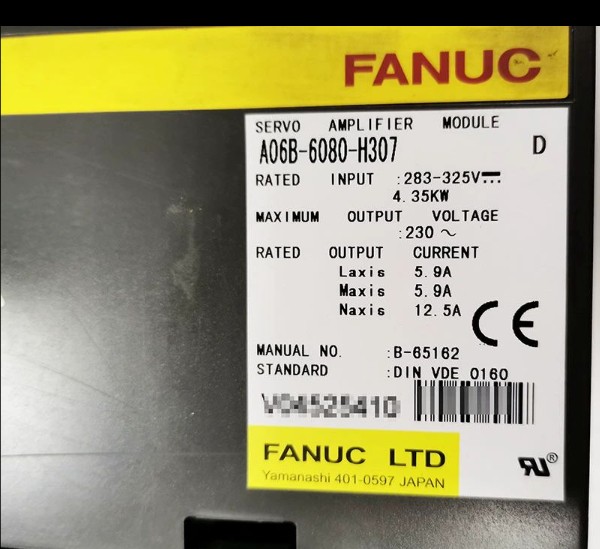 FANUC
SERVO AMPLIFIER MODULE
A06B-6080-H307 D
RATED INPUT :283-325V⎓
4.35KW
MAXIMUM OUTPUT VOLTAGE
:230 ～
RATED OUTPUT CURRENT
Laxis 5.9A
Maxis 5.9A
Naxis 12.5A
CE
MANUAL NO. :B-65162
STANDARD :DIN VDE 0160
FANUC LTD
Yamanashi 401-0597 JAPAN
RU®